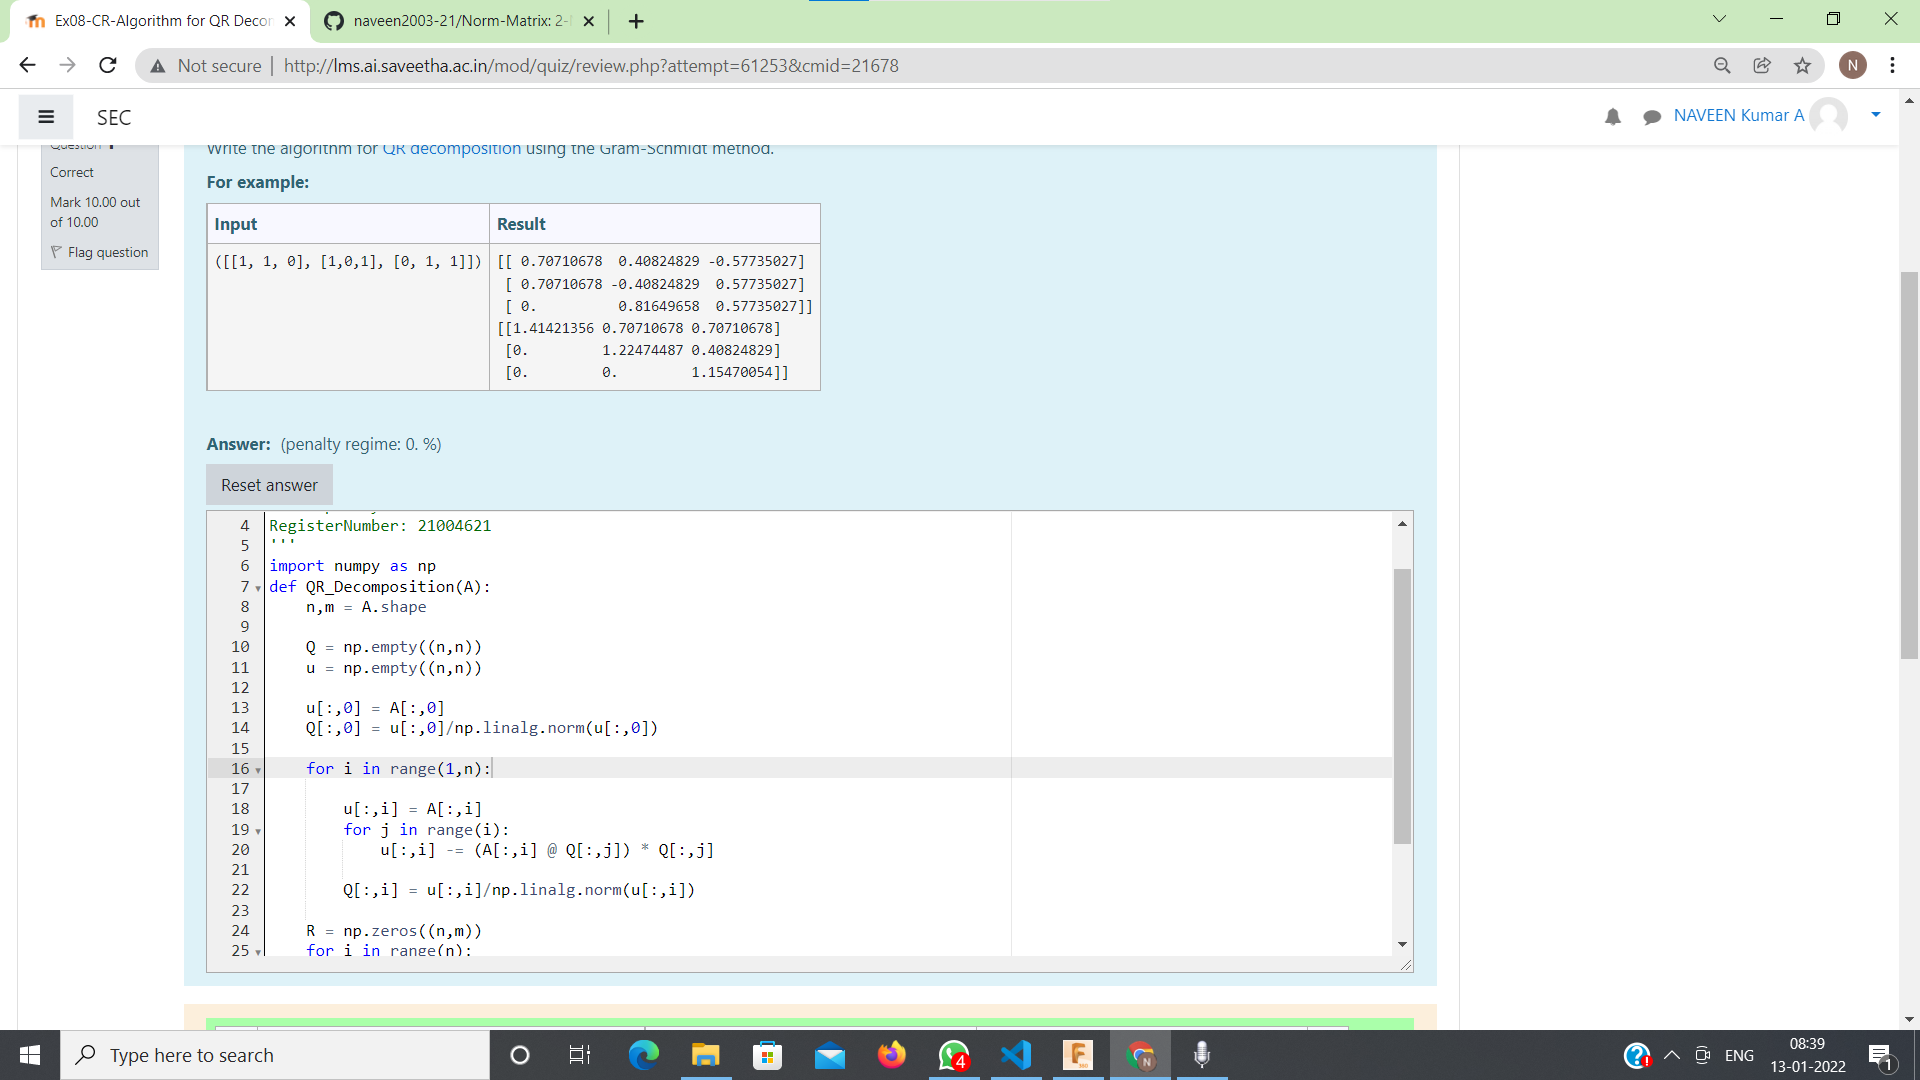 Ex08-CR-Algorithm for QR Decor
naveen2003-21/Norm-Matrix: 2-
Not secure | http://lms.ai.saveetha.ac.in/mod/quiz/review.php?attempt=61253&cmid=21678
N
SEC
NAVEEN Kumar A
Question 1
Correct
Mark 10.00 out
of 10.00
Flag question
Write the algorithm for QR decomposition using the Gram-Schmidt method.
For example:
Input Result
([[1, 1, 0], [1,0,1], [0, 1, 1]]) [[ 0.70710678  0.40824829 -0.57735027]
[ 0.70710678 -0.40824829  0.57735027]
[ 0.          0.81649658  0.57735027]]
[[1.41421356 0.70710678 0.70710678]
[0.         1.22474487 0.40824829]
[0.         0.         1.15470054]]
Answer: (penalty regime: 0. %)
Reset answer
4 RegisterNumber: 21004621
5 '''
6 import numpy as np
7 def QR_Decomposition(A):
8     n,m = A.shape
9
10     Q = np.empty((n,n))
11     u = np.empty((n,n))
12
13     u[:,0] = A[:,0]
14     Q[:,0] = u[:,0]/np.linalg.norm(u[:,0])
15
16     for i in range(1,n):
17
18         u[:,i] = A[:,i]
19         for j in range(i):
20             u[:,i] -= (A[:,i] @ Q[:,j]) * Q[:,j]
21
22         Q[:,i] = u[:,i]/np.linalg.norm(u[:,i])
23
24     R = np.zeros((n,m))
25     for i in range(n):
Type here to search
4
N
ENG
08:39
13-01-2022
1